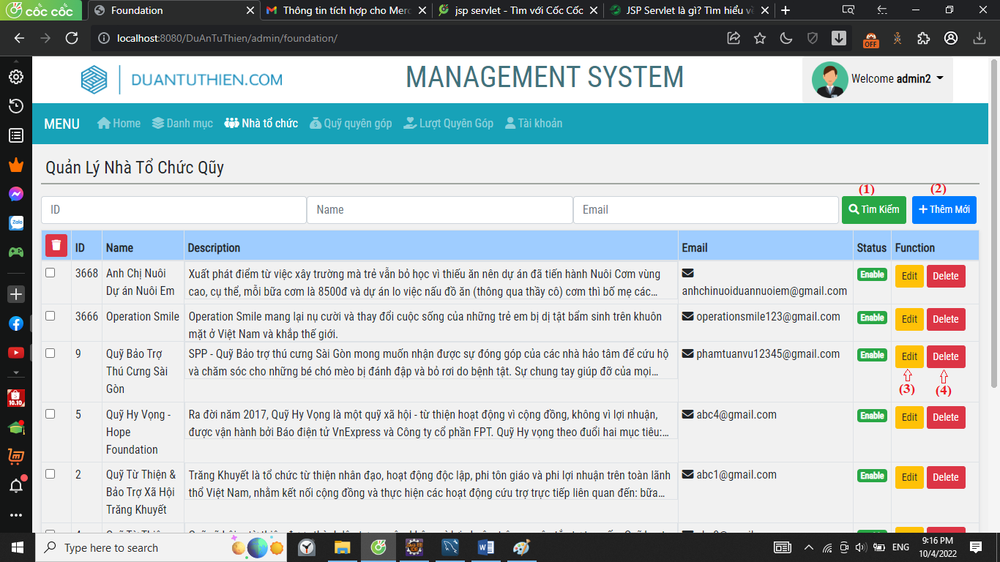 cốc cốc
Foundation
Thông tin tích hợp cho Merc
jsp servlet - Tìm với Cốc Cốc
JSP Servlet là gì? Tìm hiểu về
localhost:8080/DuAnTuThien/admin/foundation/
OFF
DUANTUTHIEN.COM
MANAGEMENT SYSTEM
Welcome admin2
MENU Home Danh mục Nhà tổ chức Quỹ quyên góp Lượt Quyên Góp Tài khoản
Quản Lý Nhà Tổ Chức Qũy
(1) (2)
ID Name Email Tìm Kiếm Thêm Mới
ID Name Description Email Status Function
3668 Anh Chị Nuôi
Dự án Nuôi Em
Xuất phát điểm từ việc xây trường mà trẻ vẫn bỏ học vì thiếu ăn nên dự án đã tiến hành Nuôi Cơm vùng
cao, cụ thể, mỗi bữa cơm là 8500đ và dự án lo việc nấu đồ ăn (thông qua thầy cô) cơm thì bố mẹ các...
anhchinuoiduannuoiem@gmail.com
Enable Edit Delete
3666 Operation Smile
Operation Smile mang lại nụ cười và thay đổi cuộc sống của những trẻ em bị dị tật bẩm sinh trên khuôn
mặt ở Việt Nam và khắp thế giới.
operationsmile123@gmail.com
Enable Edit Delete
9 Quỹ Bảo Trợ
Thú Cưng Sài
Gòn
SPP - Quỹ Bảo trợ thú cưng Sài Gòn mong muốn nhận được sự đóng góp của các nhà hảo tâm để cứu hộ
và chăm sóc cho những bé chó mèo bị đánh đập và bỏ rơi do bệnh tật. Sự chung tay giúp đỡ của mọi...
phamtuanvu12345@gmail.com
Enable Edit Delete
(3) (4)
5 Quỹ Hy Vọng -
Hope
Foundation
Ra đời năm 2017, Quỹ Hy Vọng là một quỹ xã hội - từ thiện hoạt động vì cộng đồng, không vì lợi nhuận,
được vận hành bởi Báo điện tử VnExpress và Công ty cổ phần FPT. Quỹ Hy vọng theo đuổi hai mục tiêu:...
abc4@gmail.com
Enable Edit Delete
2 Quỹ Từ Thiện &
Bảo Trợ Xã Hội
Trăng Khuyết
Trăng Khuyết là tổ chức từ thiện nhân đạo, hoạt động độc lập, phi tôn giáo và phi lợi nhuận trên toàn lãnh
thổ Việt Nam, nhằm kết nối cộng đồng và thực hiện các hoạt động cứu trợ trực tiếp liên quan đến: bữa...
abc1@gmail.com
Enable Edit Delete
Zalo
10.10
Type here to search
ENG
9:16 PM
10/4/2022